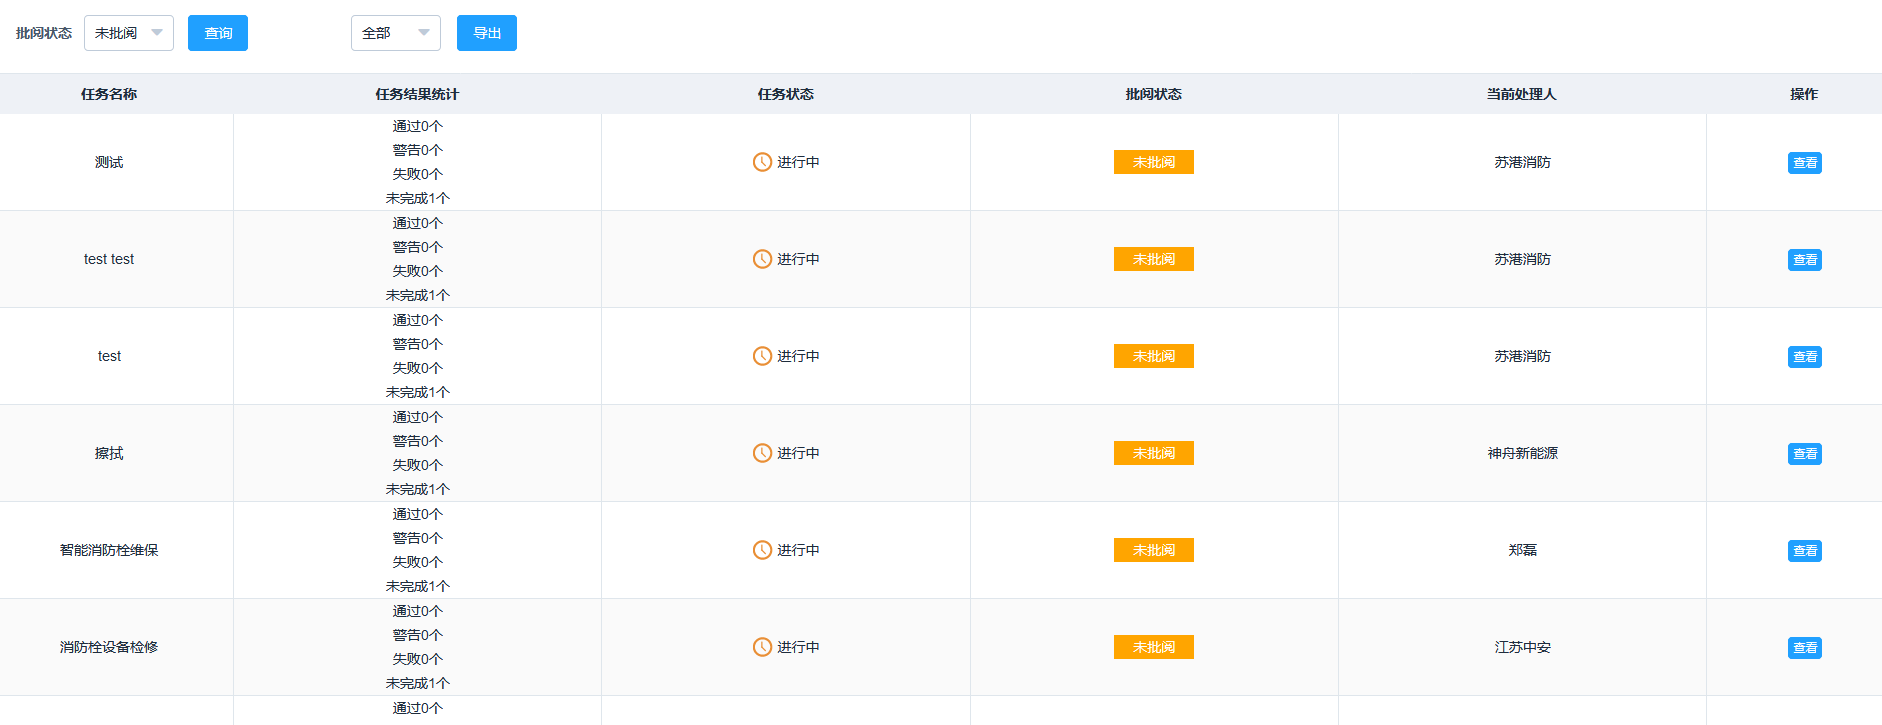 批阅状态 未批阅 查询 全部 导出
任务名称 任务结果统计 任务状态 批阅状态 当前处理人 操作
通过0个
警告0个
测试 进行中 未批阅 苏港消防 查看
失败0个
未完成1个
通过0个
警告0个
test test 进行中 未批阅 苏港消防 查看
失败0个
未完成1个
通过0个
警告0个
test 进行中 未批阅 苏港消防 查看
失败0个
未完成1个
通过0个
警告0个
擦拭 进行中 未批阅 神舟新能源 查看
失败0个
未完成1个
通过0个
警告0个
智能消防栓维保 进行中 未批阅 郑磊 查看
失败0个
未完成1个
通过0个
警告0个
消防栓设备检修 进行中 未批阅 江苏中安 查看
失败0个
未完成1个
通过0个